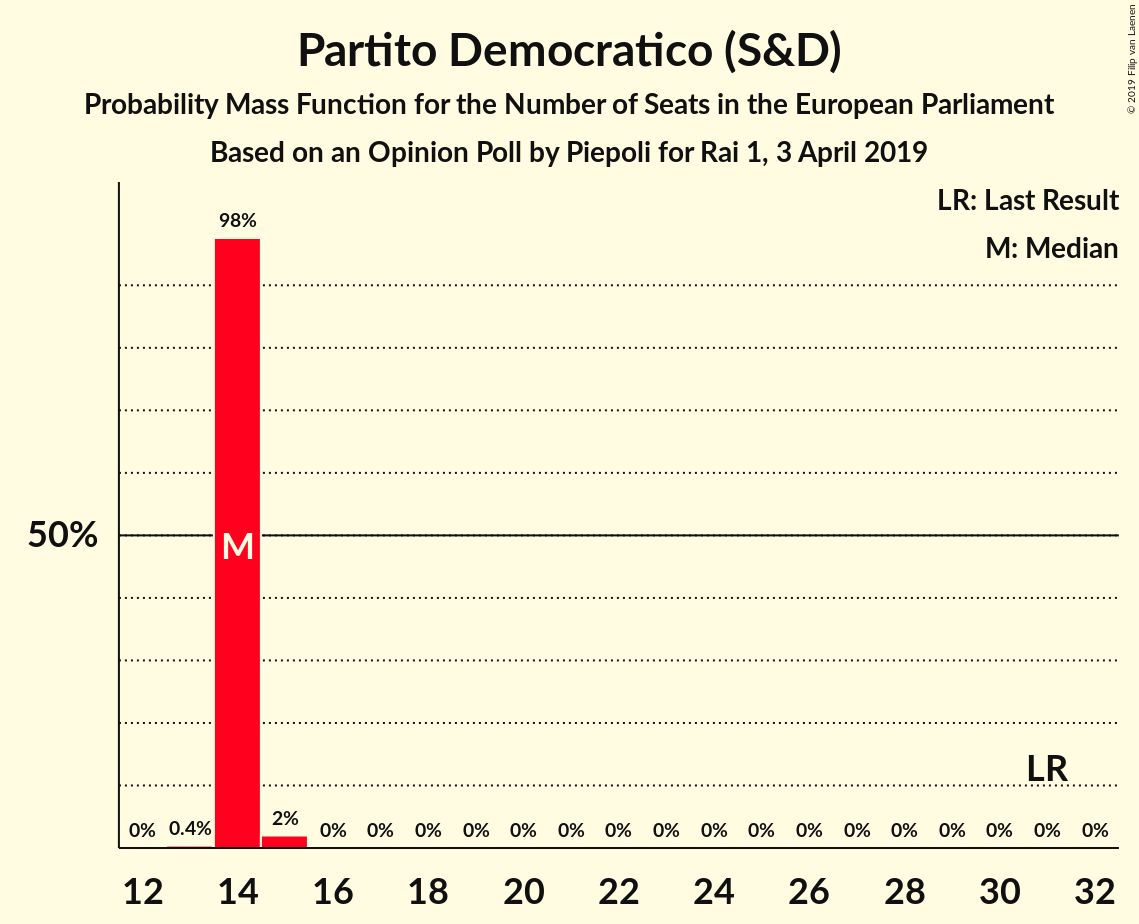 Partito Democratico (S&D)
Probability Mass Function for the Number of Seats in the European Parliament
Based on an Opinion Poll by Piepoli for Rai 1, 3 April 2019
© 2019 Filip van Laenen
LR: Last Result
M: Median
98%
50%
M
LR
0% 0.4% 2% 0% 0% 0% 0% 0% 0% 0% 0% 0% 0% 0% 0% 0% 0% 0% 0% 0%
12 14 16 18 20 22 24 26 28 30 32